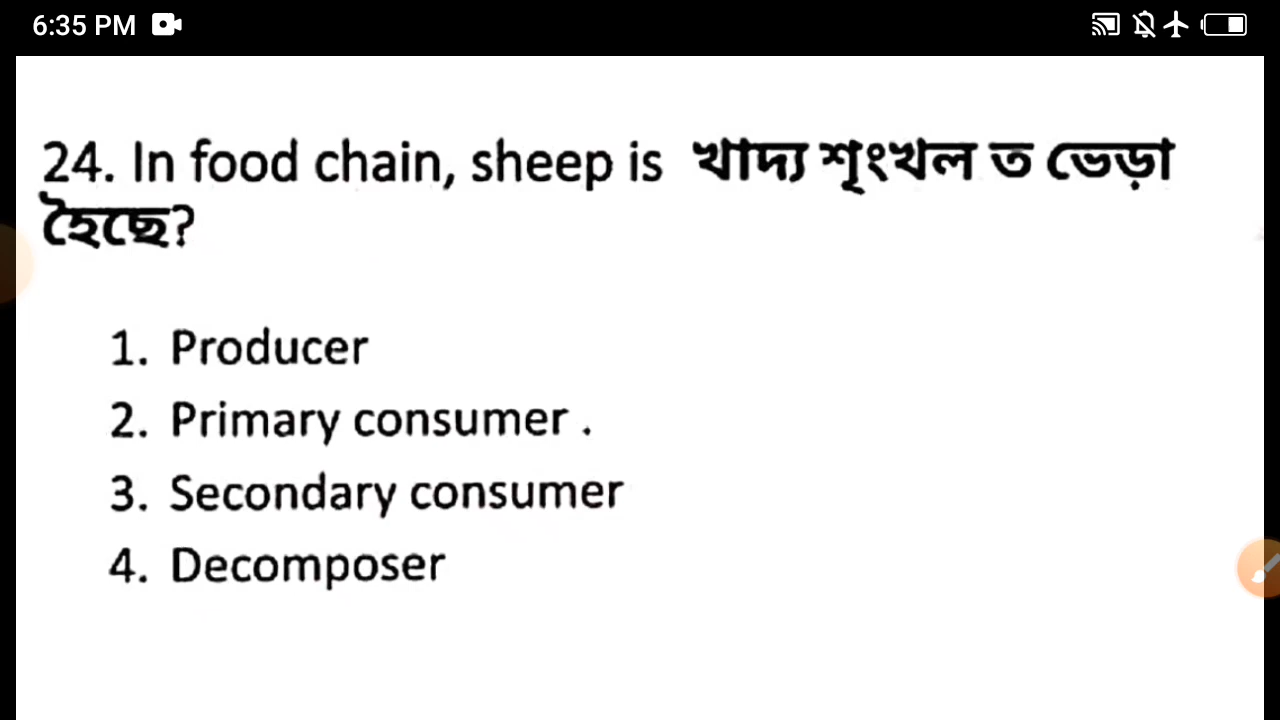 6:35 PM
24. In food chain, sheep is খাদ্য শৃংখল ত ভেড়া
হৈছে?
1. Producer
2. Primary consumer .
3. Secondary consumer
4. Decomposer